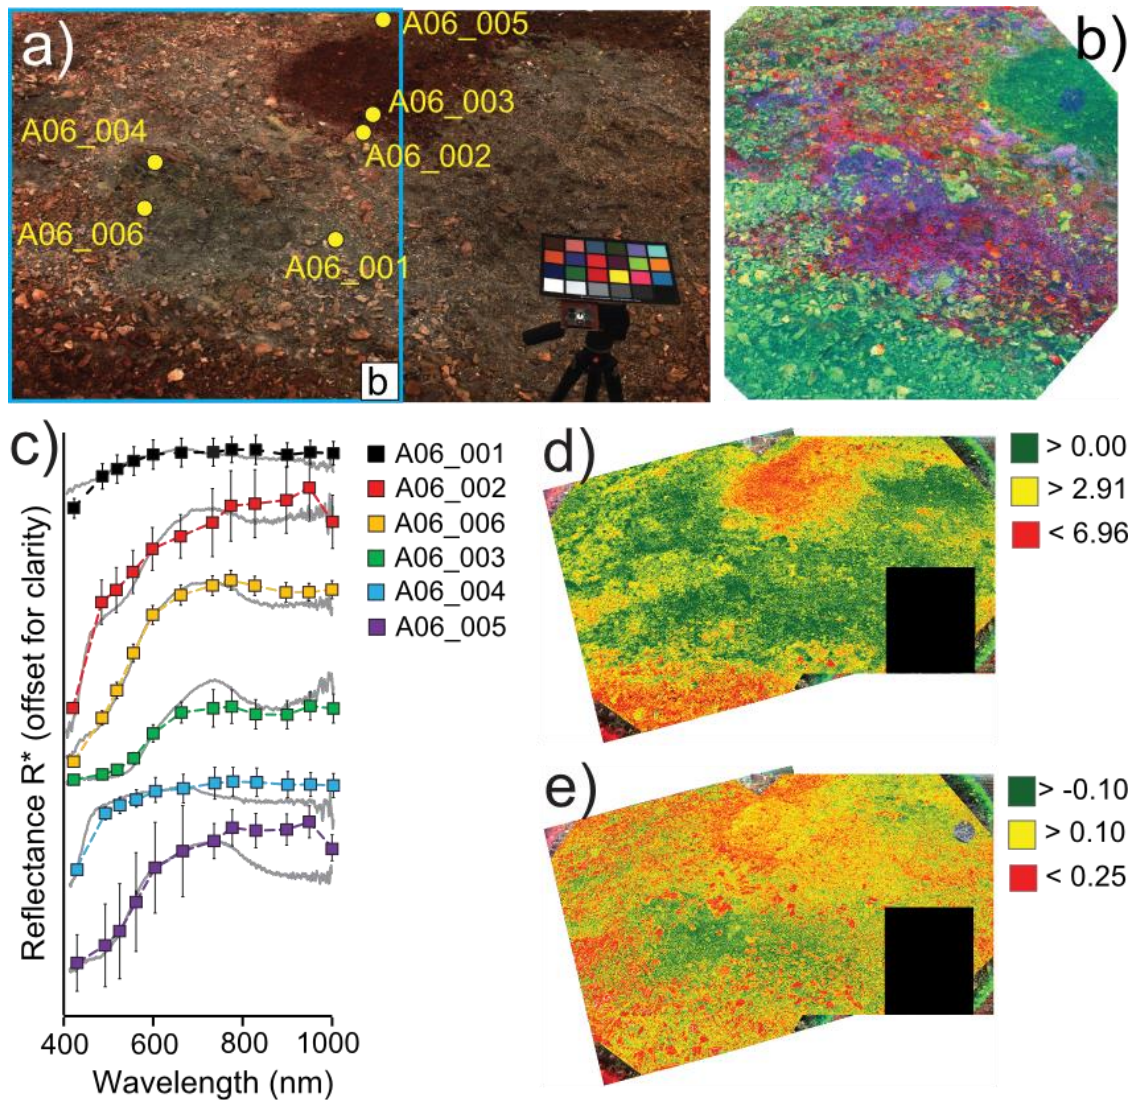 a)
A06_005
A06_003
A06_004
A06_002
A06_006
A06_001
b
b)
c)
A06_001
A06_002
A06_006
A06_003
A06_004
A06_005
Reflectance R* (offset for clarity)
400
600
800
1000
Wavelength (nm)
d)
> 0.00
> 2.91
< 6.96
e)
> -0.10
> 0.10
< 0.25